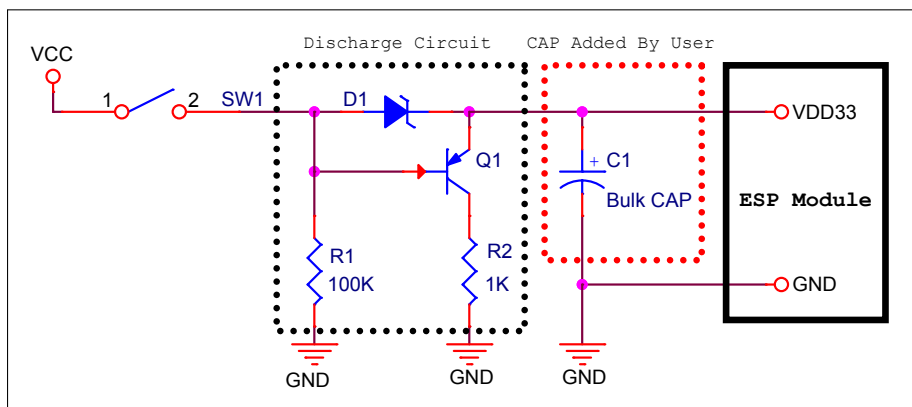 Discharge Circuit
CAP Added By User
VCC
1
2
SW1
D1
VDD33
Q1
+
C1
Bulk CAP
ESP Module
R1
100K
R2
1K
GND
GND
GND
GND